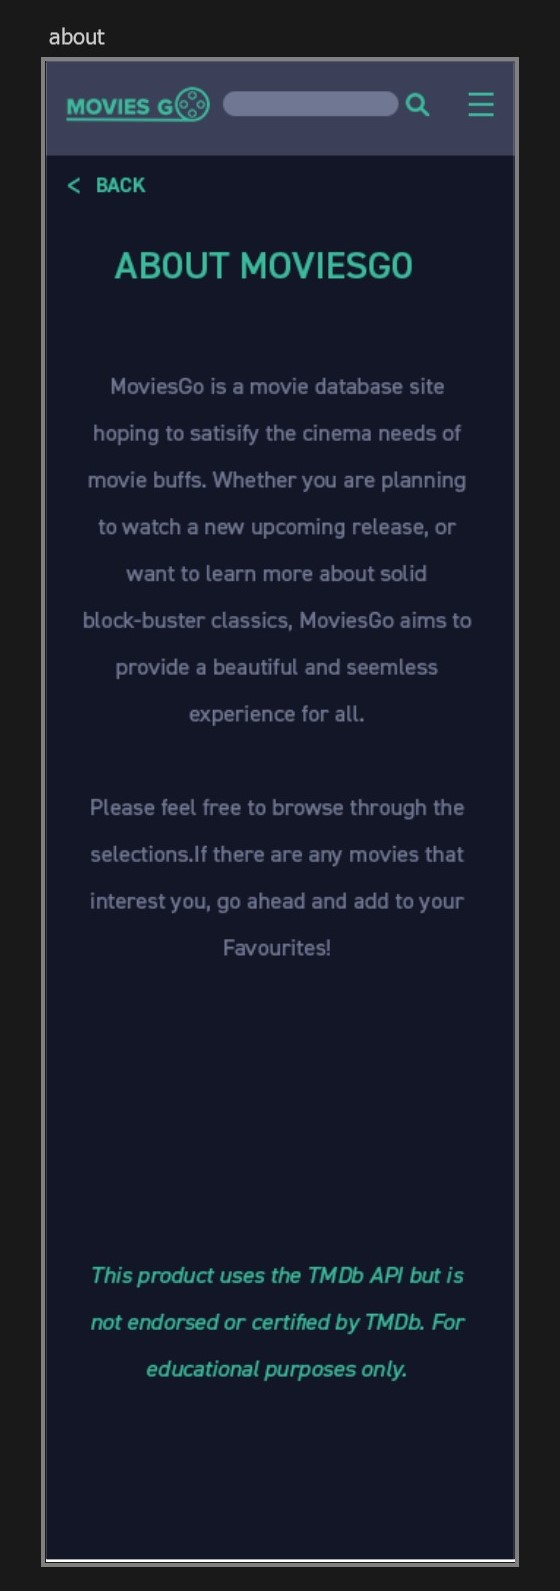 about
MOVIES GO
< BACK
ABOUT MOVIESGO
MoviesGo is a movie database site
hoping to satisify the cinema needs of
movie buffs. Whether you are planning
to watch a new upcoming release, or
want to learn more about solid
block-buster classics, MoviesGo aims to
provide a beautiful and seemless
experience for all.
Please feel free to browse through the
selections.If there are any movies that
interest you, go ahead and add to your
Favourites!
This product uses the TMDb API but is
not endorsed or certified by TMDb. For
educational purposes only.